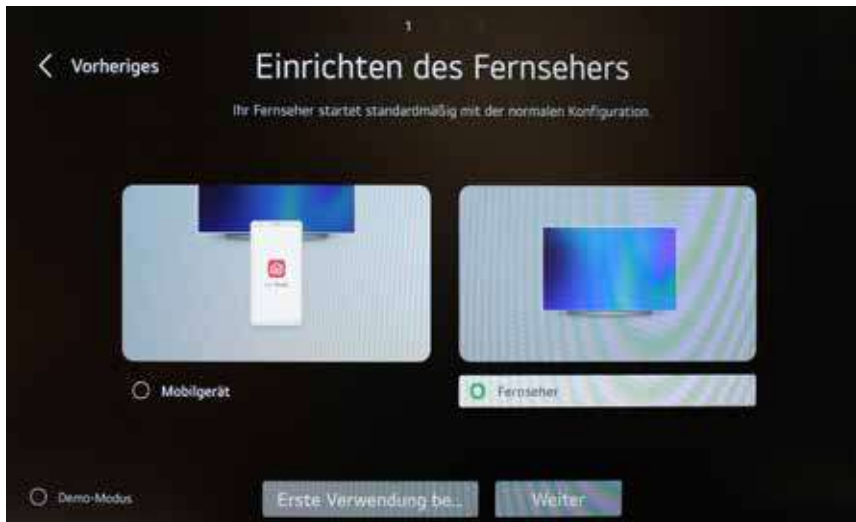 1
Vorheriges
Einrichten des Fernsehers
Ihr Fernseher startet standardmäßig mit der normalen Konfiguration.
Mobilgerät
Fernseher
Demo-Modus
Erste Verwendung be...
Weiter